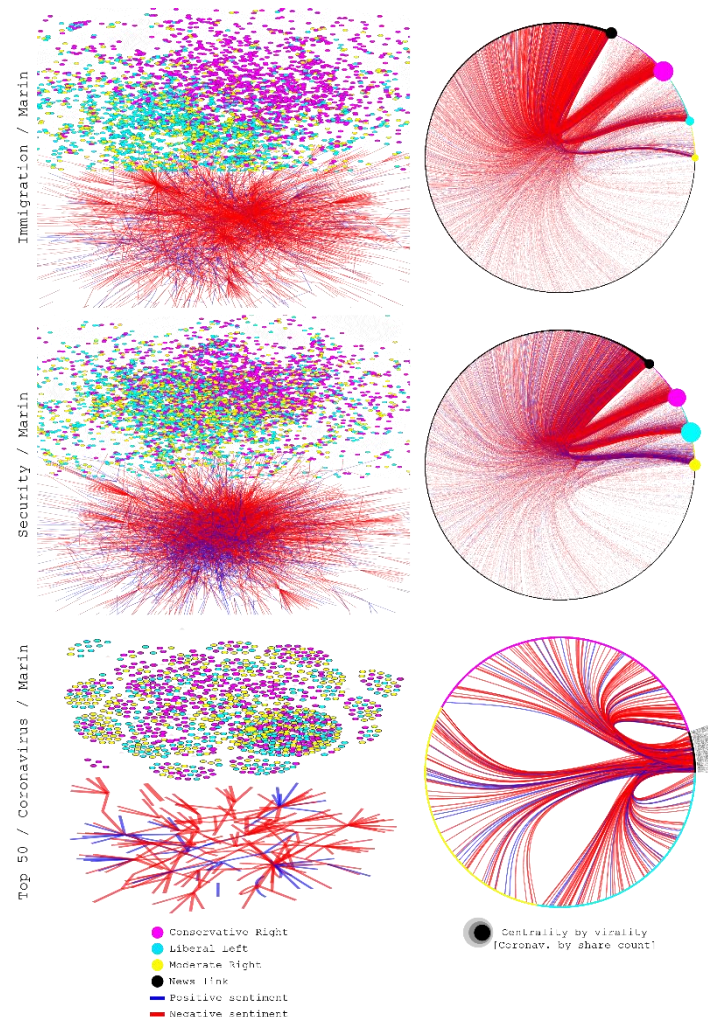 Immigration / Marin
Security / Marin
Top 50 / Coronavirus / Marin
Conservative Right
Liberal Left
Moderate Right
News link
Positive sentiment
Negative sentiment
Centrality by virality
[Coronav. by share count]